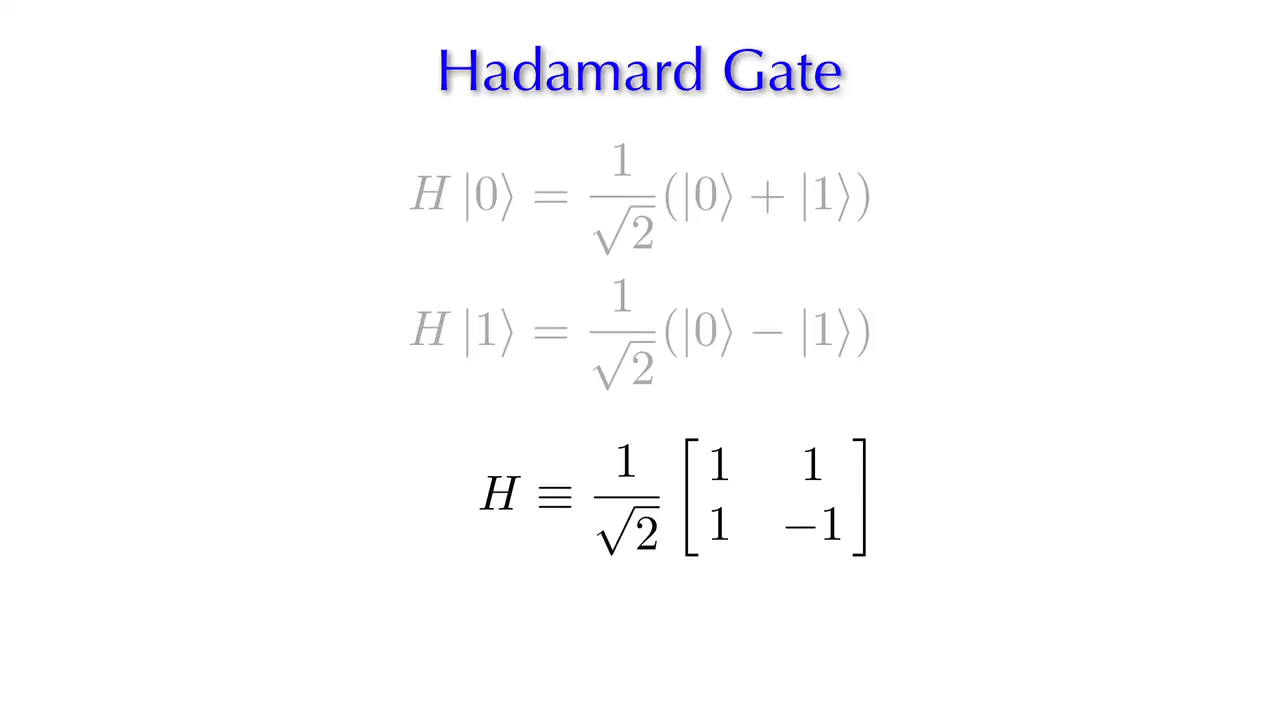 Hadamard Gate
H |0⟩ = 1/√2 (|0⟩ + |1⟩)
H |1⟩ = 1/√2 (|0⟩ − |1⟩)
H ≡ 1/√2 [1 1
1 −1]